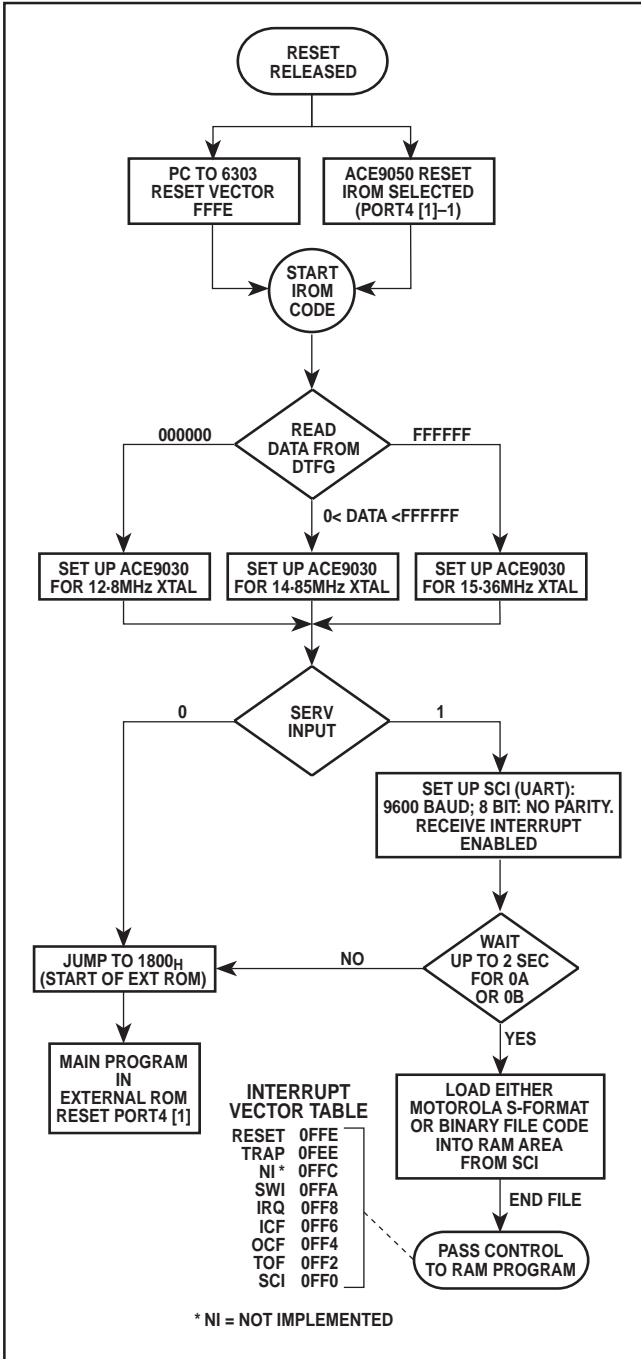 RESET
RELEASED
PC TO 6303
RESET VECTOR
FFFE
ACE9050 RESET
IROM SELECTED
(PORT4 [1]–1)
START
IROM
CODE
000000
READ
DATA FROM
DTFG
FFFFFF
0< DATA <FFFFFF
SET UP ACE9030
FOR 12·8MHz XTAL
SET UP ACE9030
FOR 14·85MHz XTAL
SET UP ACE9030
FOR 15·36MHz XTAL
0
SERV
INPUT
1
SET UP SCI (UART):
9600 BAUD; 8 BIT: NO PARITY.
RECEIVE INTERRUPT
ENABLED
JUMP TO 1800H
(START OF EXT ROM)
NO
WAIT
UP TO 2 SEC
FOR 0A
OR 0B
YES
MAIN PROGRAM
IN
EXTERNAL ROM
RESET PORT4 [1]
LOAD EITHER
MOTOROLA S-FORMAT
OR BINARY FILE CODE
INTO RAM AREA
FROM SCI
INTERRUPT
VECTOR TABLE
RESET 0FFE
TRAP 0FEE
NI * 0FFC
SWI 0FFA
IRQ 0FF8
ICF 0FF6
OCF 0FF4
TOF 0FF2
SCI 0FF0
END FILE
PASS CONTROL
TO RAM PROGRAM
* NI = NOT IMPLEMENTED